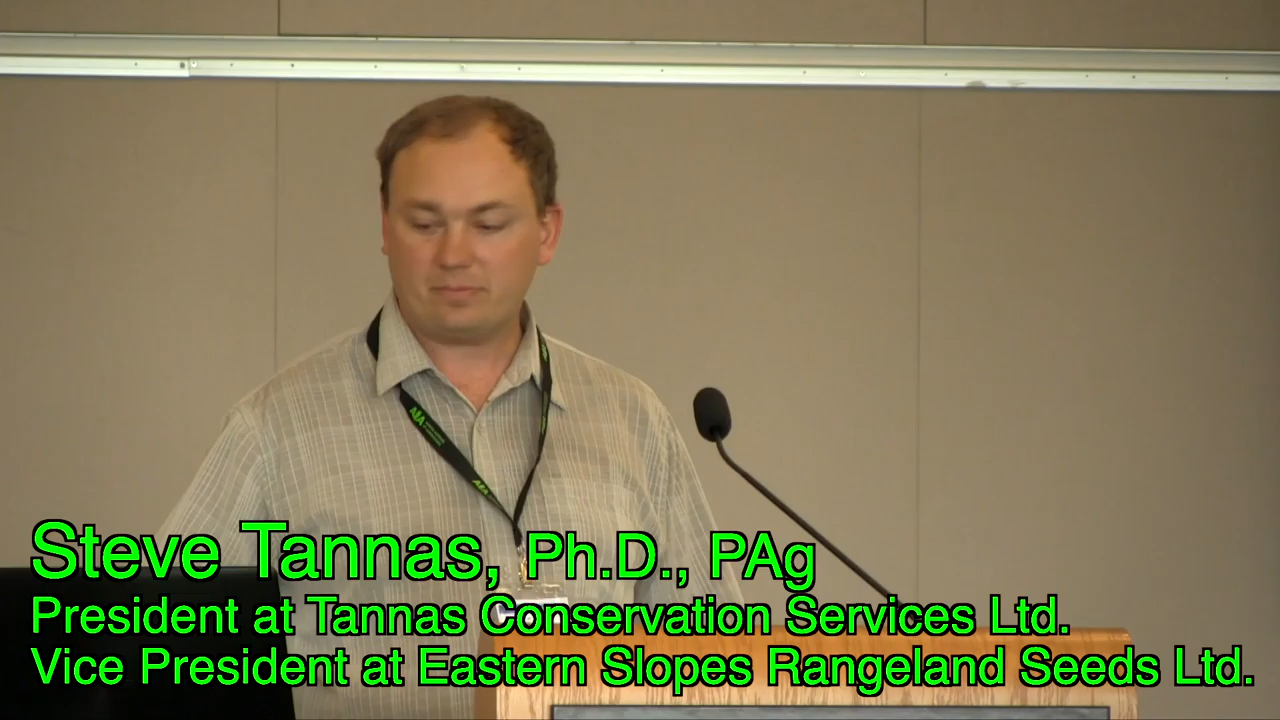 Steve Tannas, Ph.D., PAg
President at Tannas Conservation Services Ltd.
Vice President at Eastern Slopes Rangeland Seeds Ltd.